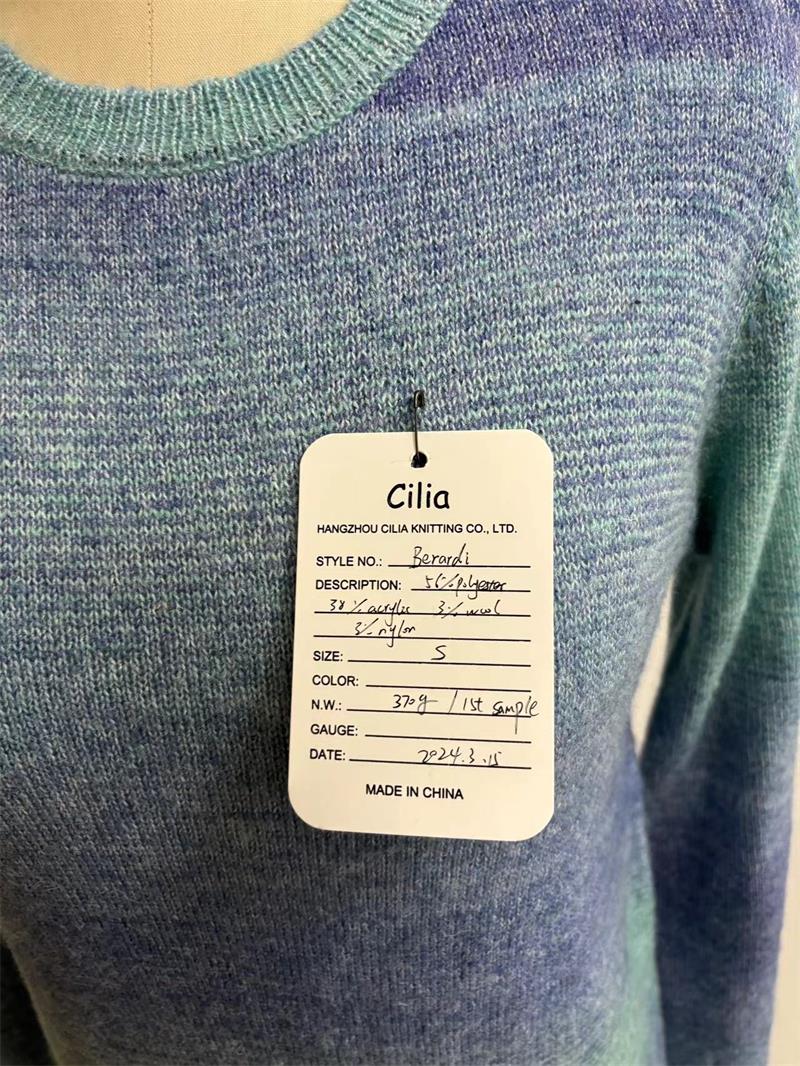 Cilia
HANGZHOU CILIA KNITTING CO., LTD.
STYLE NO.: Berardi
DESCRIPTION: 56% polyester
38% acrylic 3% wool
3% nylon
SIZE: S
COLOR:
N.W.: 370g / 1st sample
GAUGE:
DATE: 2024.3.15
MADE IN CHINA